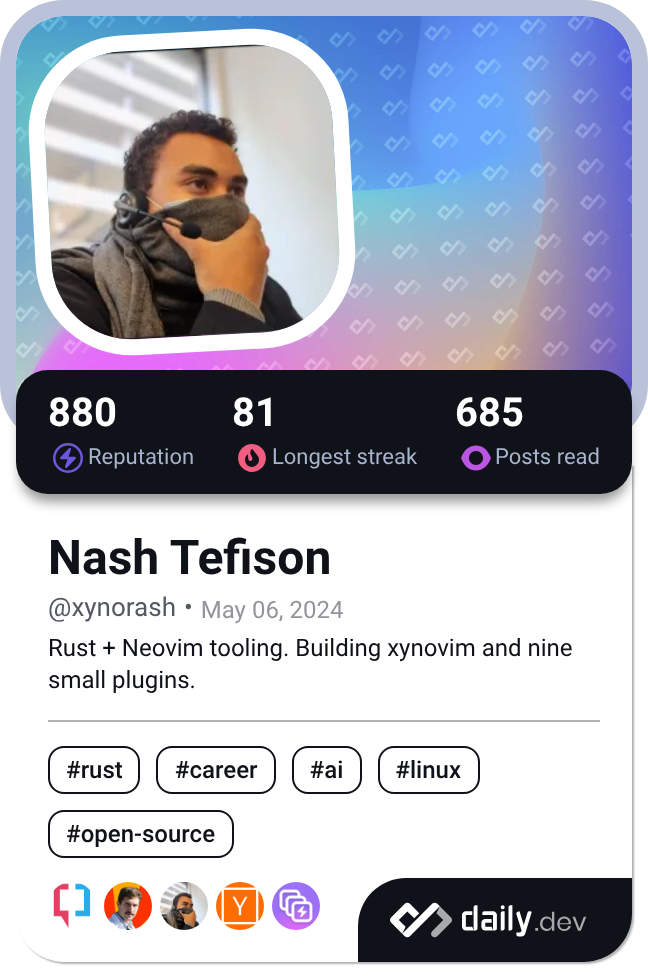 880 81 685
Reputation Longest streak Posts read
Nash Tefison
@xynorash • May 06, 2024
Rust + Neovim tooling. Building xynovim and nine
small plugins.
#rust #career #ai #linux
#open-source
Y
daily.dev